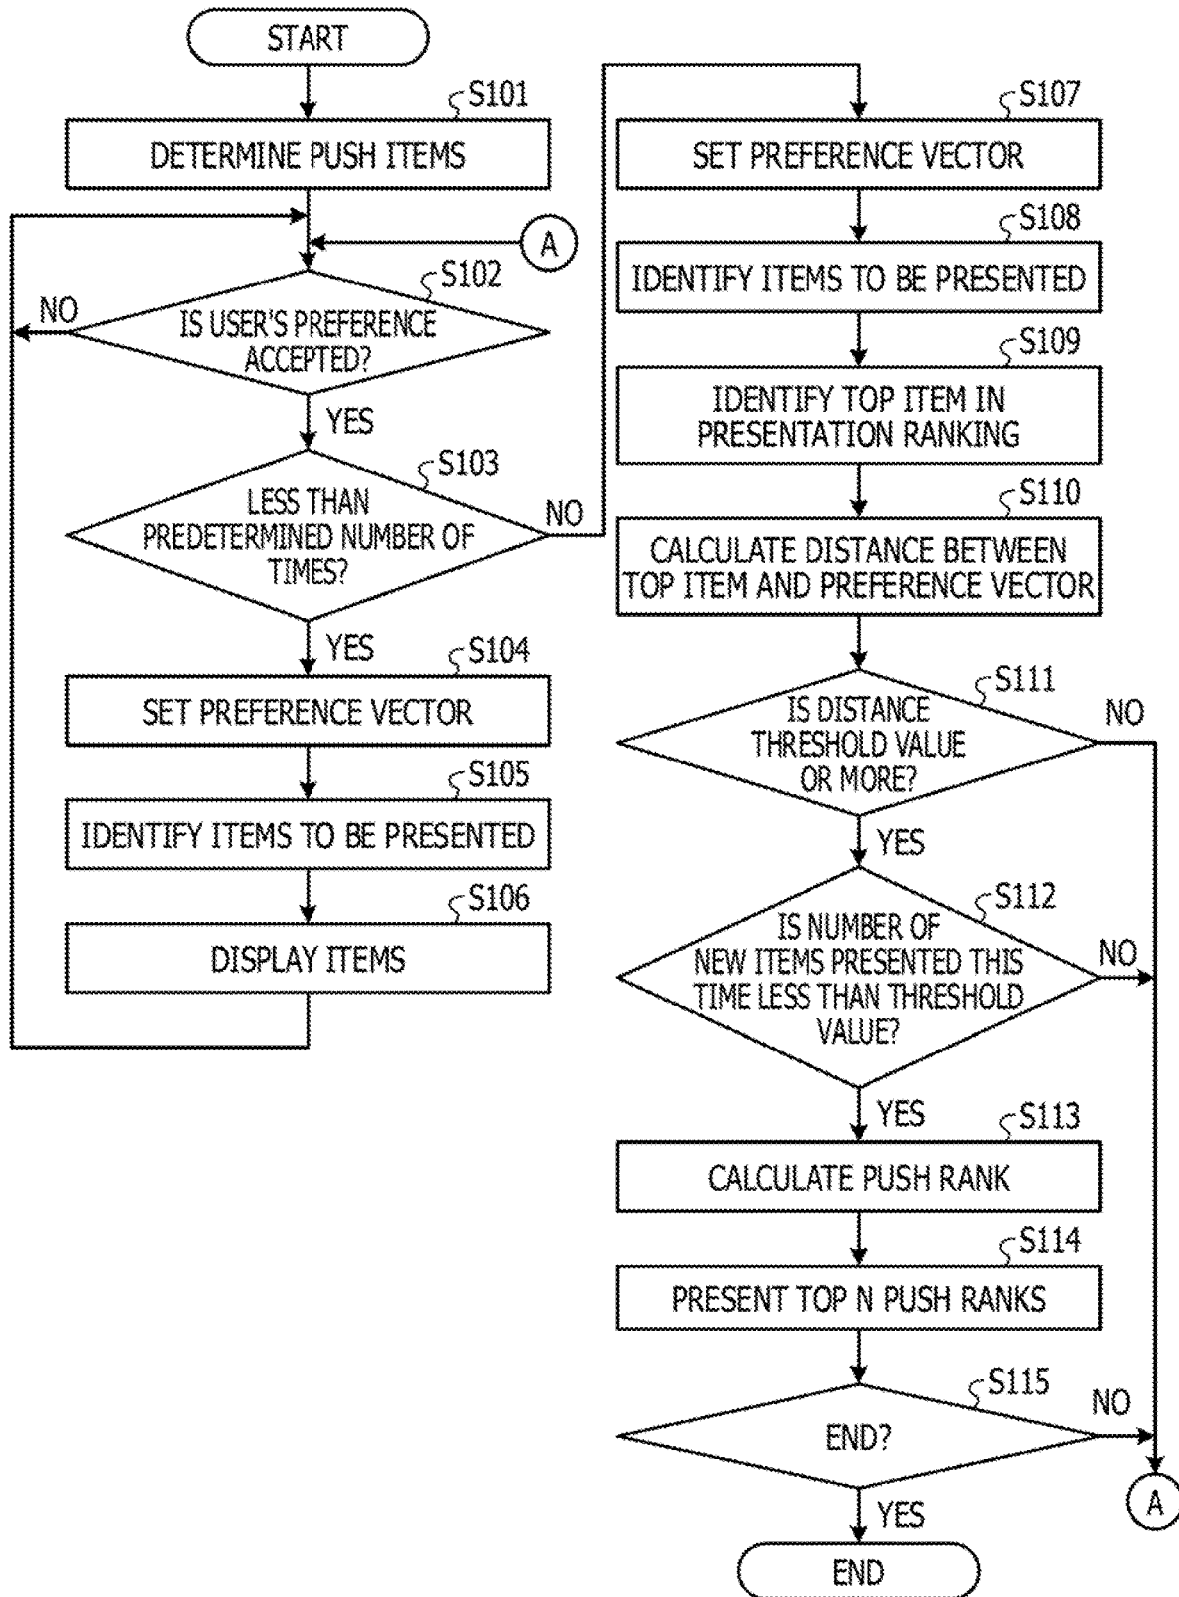 START
S101
DETERMINE PUSH ITEMS
A
S102
NO
IS USER'S PREFERENCE
ACCEPTED?
YES
S103
LESS THAN
PREDETERMINED NUMBER OF
TIMES?
NO
YES
S104
SET PREFERENCE VECTOR
S105
IDENTIFY ITEMS TO BE PRESENTED
S106
DISPLAY ITEMS
S107
SET PREFERENCE VECTOR
S108
IDENTIFY ITEMS TO BE PRESENTED
S109
IDENTIFY TOP ITEM IN
PRESENTATION RANKING
S110
CALCULATE DISTANCE BETWEEN
TOP ITEM AND PREFERENCE VECTOR
S111
IS DISTANCE
THRESHOLD VALUE
OR MORE?
NO
YES
S112
IS NUMBER OF
NEW ITEMS PRESENTED THIS
TIME LESS THAN THRESHOLD
VALUE?
NO
YES
S113
CALCULATE PUSH RANK
S114
PRESENT TOP N PUSH RANKS
S115
END?
NO
A
YES
END